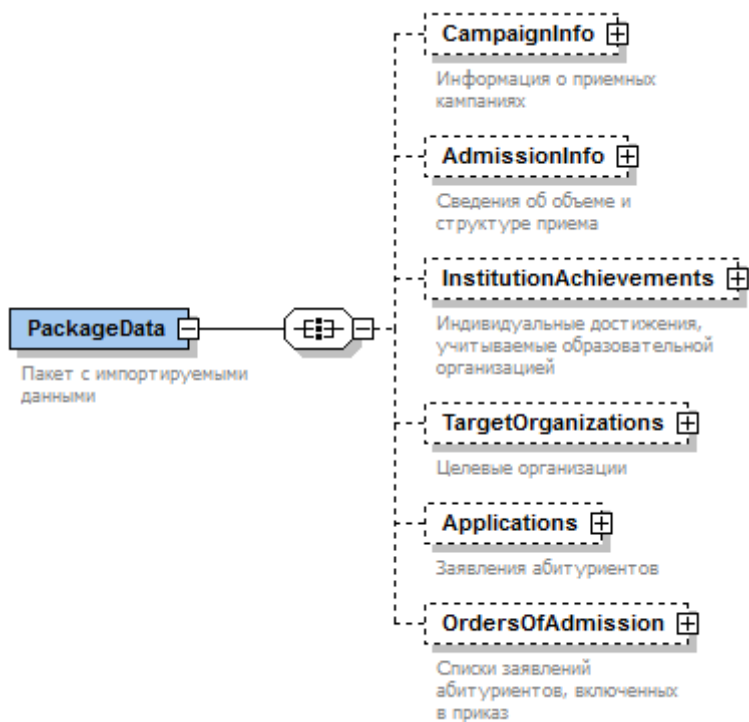 CampaignInfo
Информация о приемных
кампаниях
AdmissionInfo
Сведения об объеме и
структуре приема
InstitutionAchievements
Индивидуальные достижения,
учитываемые образовательной
организацией
PackageData
Пакет с импортируемыми
данными
TargetOrganizations
Целевые организации
Applications
Заявления абитуриентов
OrdersOfAdmission
Списки заявлений
абитуриентов, включенных
в приказ